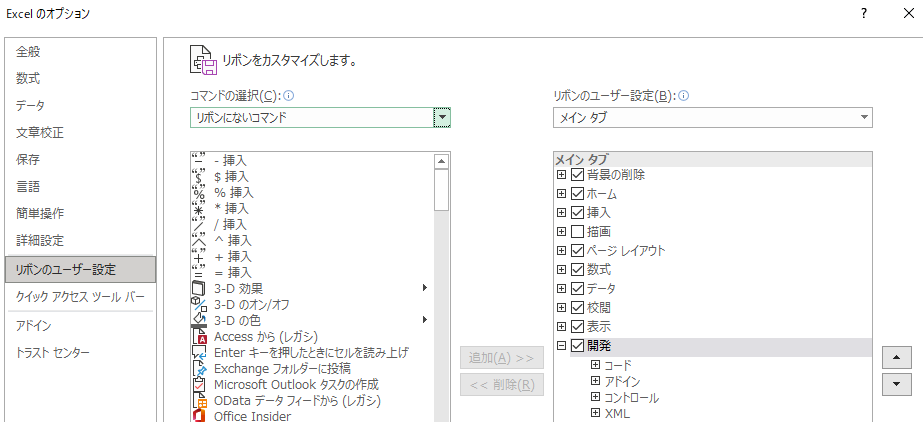 Excel のオプション
? ×
全般
数式
データ
文章校正
保存
言語
簡単操作
詳細設定
リボンのユーザー設定
クイック アクセス ツール バー
アドイン
トラスト センター
リボンをカスタマイズします。
コマンドの選択(C):
リボンにないコマンド
- 挿入
$ 挿入
% 挿入
* 挿入
/ 挿入
^ 挿入
+ 挿入
= 挿入
3-D 効果
3-D のオン/オフ
3-D の色
Access から (レガシ)
Enter キーを押したときにセルを読み上げ
Exchange フォルダーに投稿
Microsoft Outlook タスクの作成
OData データ フィードから (レガシ)
Office Insider
追加(A) >>
<< 削除(R)
リボンのユーザー設定(B):
メイン タブ
メイン タブ
背景の削除
ホーム
挿入
描画
ページ レイアウト
数式
データ
校閲
表示
開発
コード
アドイン
コントロール
XML